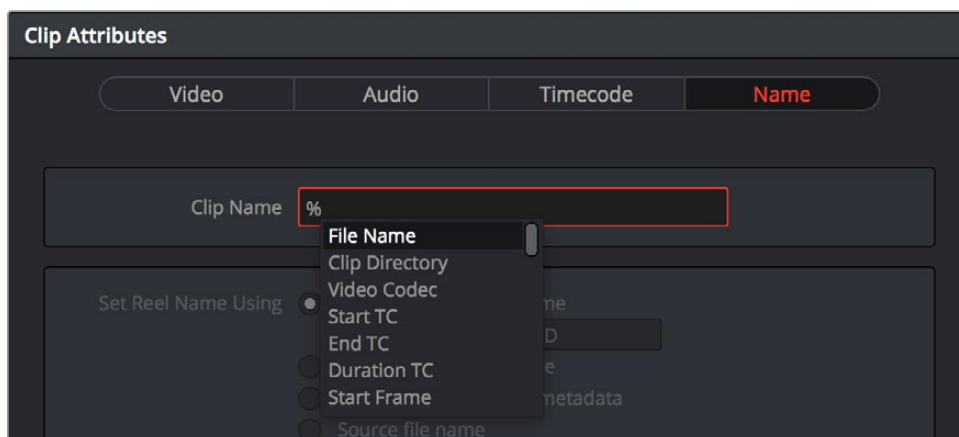 Clip Attributes
Video Audio Timecode Name
Clip Name %
File Name
Clip Directory
Video Codec
Start TC
End TC
Duration TC
Start Frame
Set Reel Name Using
metadata
Source file name